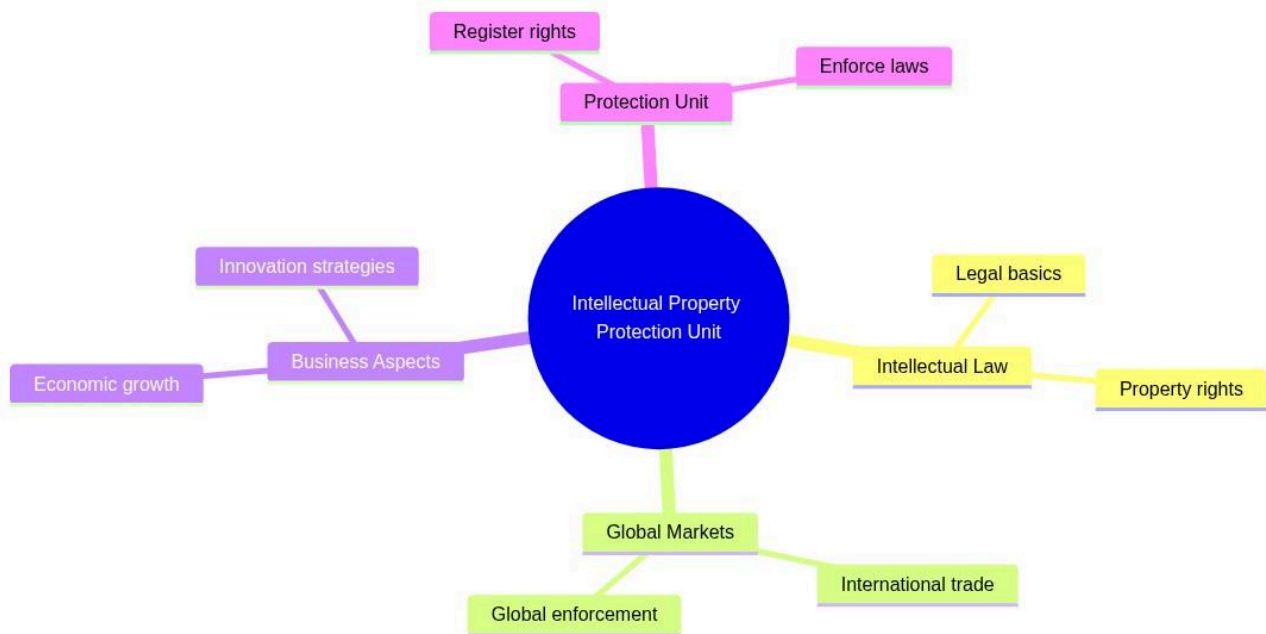 Register rights
Enforce laws
Protection Unit
Innovation strategies
Legal basics
Intellectual Property
Protection Unit
Business Aspects
Intellectual Law
Economic growth
Property rights
Global Markets
International trade
Global enforcement